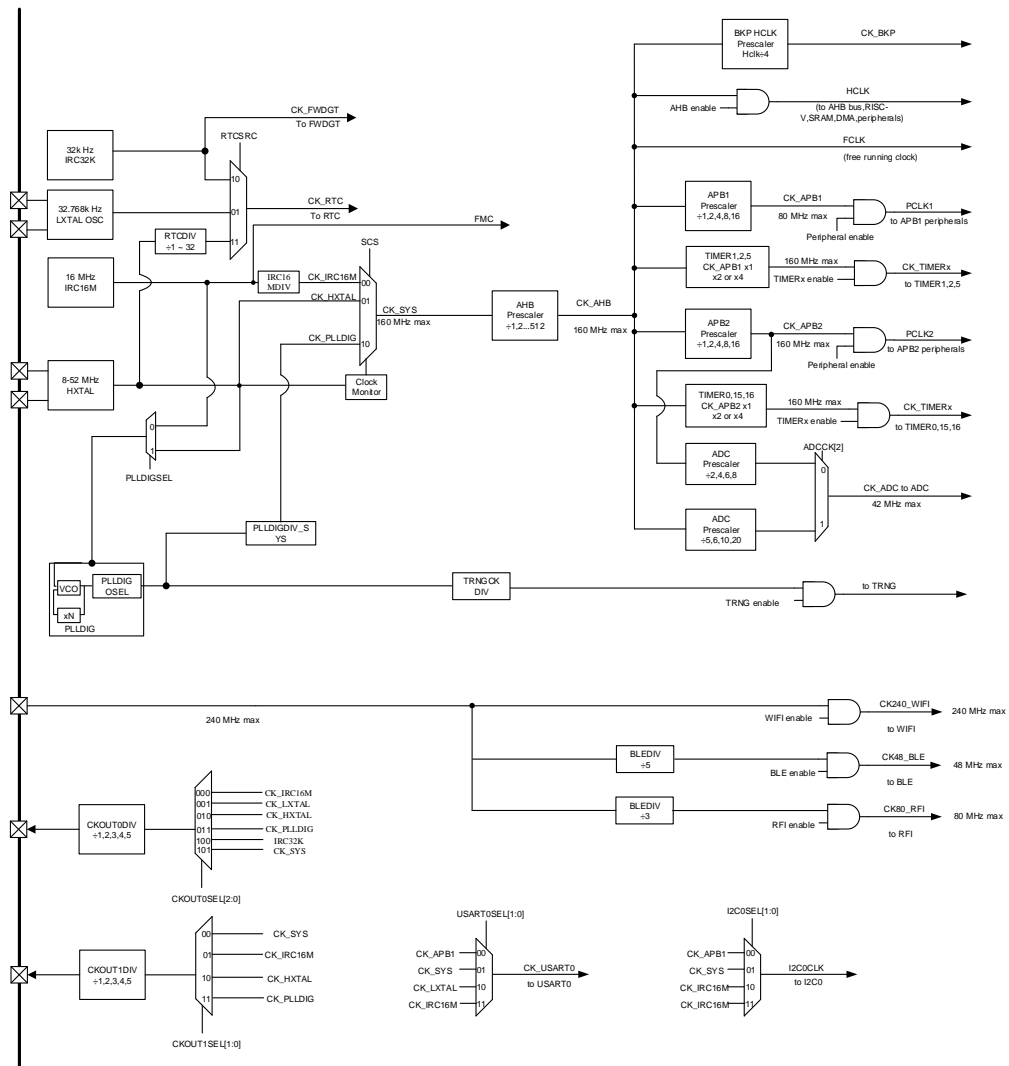 BKP HCLK
Prescaler
Hclk÷4
CK_BKP
HCLK
AHB enable
(to AHB bus,RISC-
V,SRAM,DMA,peripherals)
FCLK
(free running clock)
CK_FWDGT
To FWDGT
RTCSRC
32k Hz
IRC32K
10
32.768k Hz
LXTAL OSC
01
CK_RTC
To RTC
RTCDIV
÷1 ~ 32
11
FMC
SCS
16 MHz
IRC16M
IRC16
MDIV
CK_IRC16M
00
CK_HXTAL
01
CK_SYS
160 MHz max
CK_PLLDIG
10
8-52 MHz
HXTAL
Clock
Monitor
AHB
Prescaler
÷1,2...512
CK_AHB
160 MHz max
APB1
Prescaler
÷1,2,4,8,16
CK_APB1
80 MHz max
PCLK1
to APB1 peripherals
Peripheral enable
TIMER1,2,5
CK_APB1 x1
x2 or x4
160 MHz max
TIMERx enable
CK_TIMERx
to TIMER1,2,5
APB2
Prescaler
÷1,2,4,8,16
CK_APB2
160 MHz max
PCLK2
to APB2 peripherals
Peripheral enable
TIMER0,15,16
CK_APB2 x1
x2 or x4
160 MHz max
TIMERx enable
CK_TIMERx
to TIMER0,15,16
ADC
Prescaler
÷2,4,6,8
ADCCK[2]
0
CK_ADC to ADC
42 MHz max
ADC
Prescaler
÷5,6,10,20
1
0
1
PLLDIGSEL
PLLDIGDIV_S
YS
VCO
PLLDIG
OSEL
xN
PLLDIG
TRNGCK
DIV
TRNG enable
to TRNG
240 MHz max
WIFI enable
CK240_WIFI
to WIFI
240 MHz max
BLEDIV
÷5
BLE enable
CK48_BLE
to BLE
48 MHz max
BLEDIV
÷3
RFI enable
CK80_RFI
to RFI
80 MHz max
CKOUT0DIV
÷1,2,3,4,5
000 CK_IRC16M
001 CK_LXTAL
010 CK_HXTAL
011 CK_PLLDIG
100 IRC32K
101 CK_SYS
CKOUT0SEL[2:0]
CKOUT1DIV
÷1,2,3,4,5
00 CK_SYS
01 CK_IRC16M
10 CK_HXTAL
11 CK_PLLDIG
CKOUT1SEL[1:0]
USART0SEL[1:0]
CK_APB1 00
CK_SYS 01
CK_LXTAL 10
CK_IRC16M 11
CK_USART0
to USART0
I2C0SEL[1:0]
CK_APB1 00
CK_SYS 01
CK_IRC16M 10
CK_IRC16M 11
I2C0CLK
to I2C0